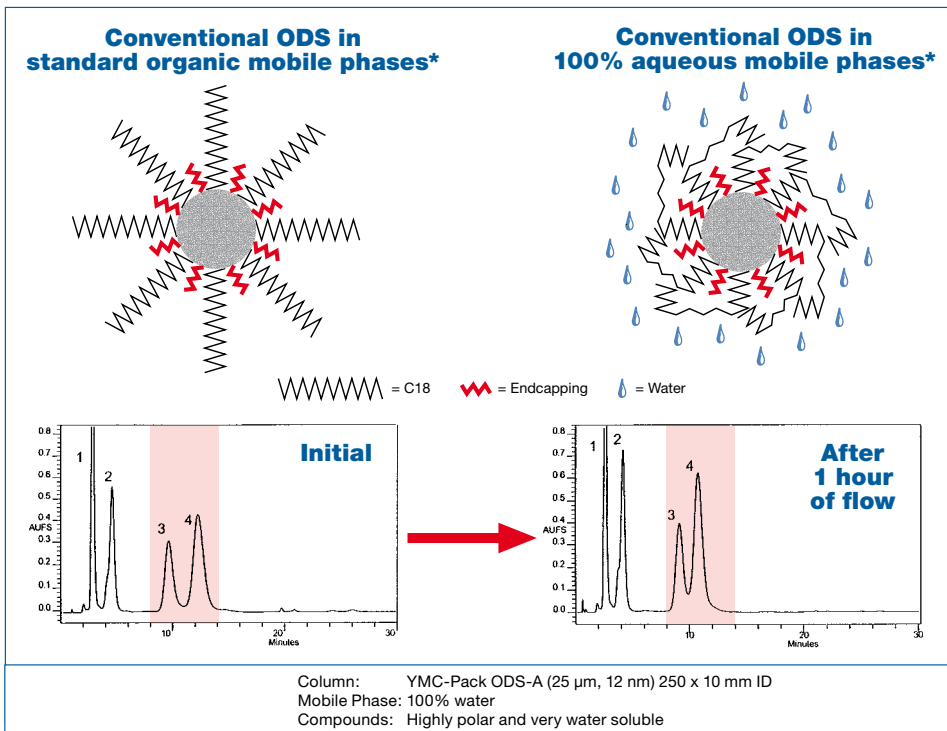 Conventional ODS in
standard organic mobile phases*
Conventional ODS in
100% aqueous mobile phases*
= C18
= Endcapping
= Water
Initial
0.8
0.7
0.6
0.5
0.4
AUFS
0.3
0.2
0.1
0.0
1
2
3
4
10
20
30
Minutes
After
1 hour
of flow
0.8
0.7
0.6
0.5
0.4
AUFS
0.3
0.2
0.1
0.0
1
2
3
4
10
20
30
Minutes
Column: YMC-Pack ODS-A (25 µm, 12 nm) 250 x 10 mm ID
Mobile Phase: 100% water
Compounds: Highly polar and very water soluble